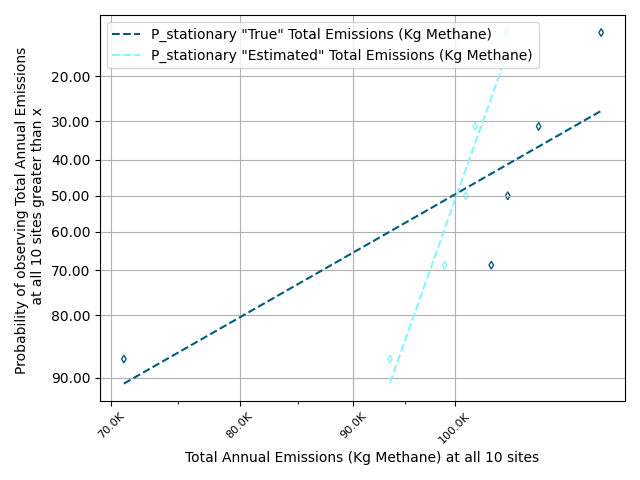 P_stationary "True" Total Emissions (Kg Methane)
P_stationary "Estimated" Total Emissions (Kg Methane)
Probability of observing Total Annual Emissions
at all 10 sites greater than x
20.00
30.00
40.00
50.00
60.00
70.00
80.00
90.00
70.0K
80.0K
90.0K
100.0K
Total Annual Emissions (Kg Methane) at all 10 sites